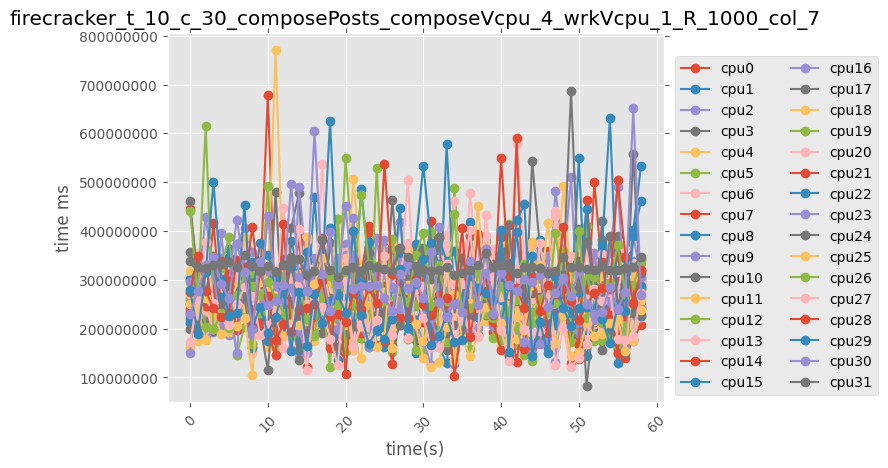 firecracker_t_10_c_30_composePosts_composeVcpu_4_wrkVcpu_1_R_1000_col_7
800000000
700000000
600000000
500000000
400000000
300000000
200000000
100000000
time ms
0
10
20
30
40
50
60
time(s)
cpu0
cpu1
cpu2
cpu3
cpu4
cpu5
cpu6
cpu7
cpu8
cpu9
cpu10
cpu11
cpu12
cpu13
cpu14
cpu15
cpu16
cpu17
cpu18
cpu19
cpu20
cpu21
cpu22
cpu23
cpu24
cpu25
cpu26
cpu27
cpu28
cpu29
cpu30
cpu31